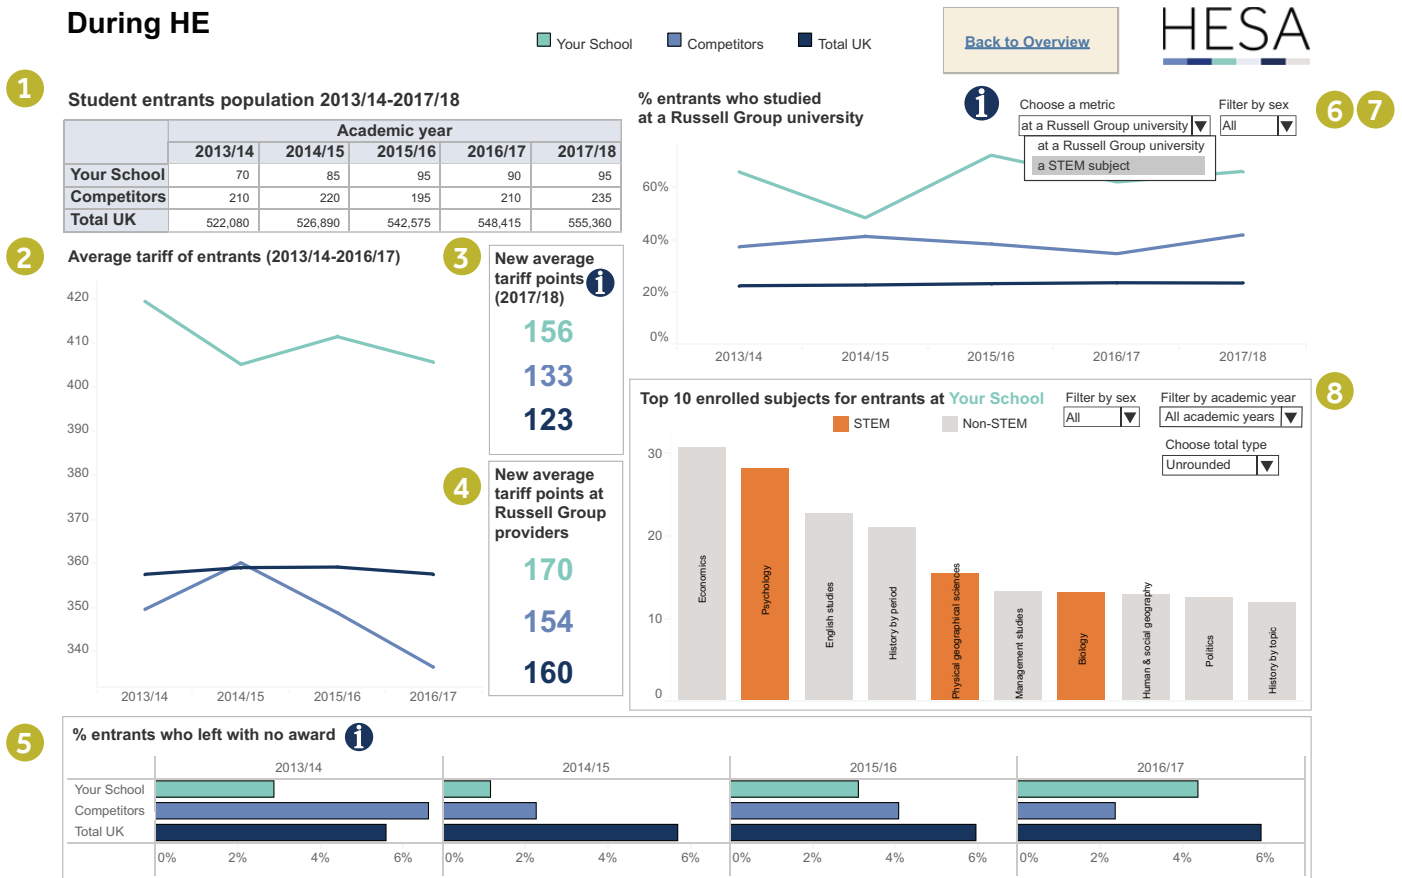 During HE
Your School
Competitors
Total UK
Back to Overview
HESA
1
Student entrants population 2013/14-2017/18
Academic year
2013/14 2014/15 2015/16 2016/17 2017/18
Your School 70 85 95 90 95
Competitors 210 220 195 210 235
Total UK 522,080 526,890 542,575 548,415 555,360
% entrants who studied
at a Russell Group university
i
Choose a metric
at a Russell Group university
at a Russell Group university
a STEM subject
Filter by sex
All
6
7
60%
40%
20%
0%
2013/14 2014/15 2015/16 2016/17 2017/18
2
Average tariff of entrants (2013/14-2016/17)
420
410
400
390
380
370
360
350
340
2013/14 2014/15 2015/16 2016/17
3
New average
tariff points
(2017/18)
i
156
133
123
4
New average
tariff points at
Russell Group
providers
170
154
160
8
Top 10 enrolled subjects for entrants at Your School
STEM
Non-STEM
Filter by sex
All
Filter by academic year
All academic years
Choose total type
Unrounded
30
20
10
0
Economics
Psychology
English studies
History by period
Physical geographical sciences
Management studies
Biology
Human & social geography
Politics
History by topic
5
% entrants who left with no award
i
2013/14 2014/15 2015/16 2016/17
Your School
Competitors
Total UK
0% 2% 4% 6% 0% 2% 4% 6% 0% 2% 4% 6% 0% 2% 4% 6%